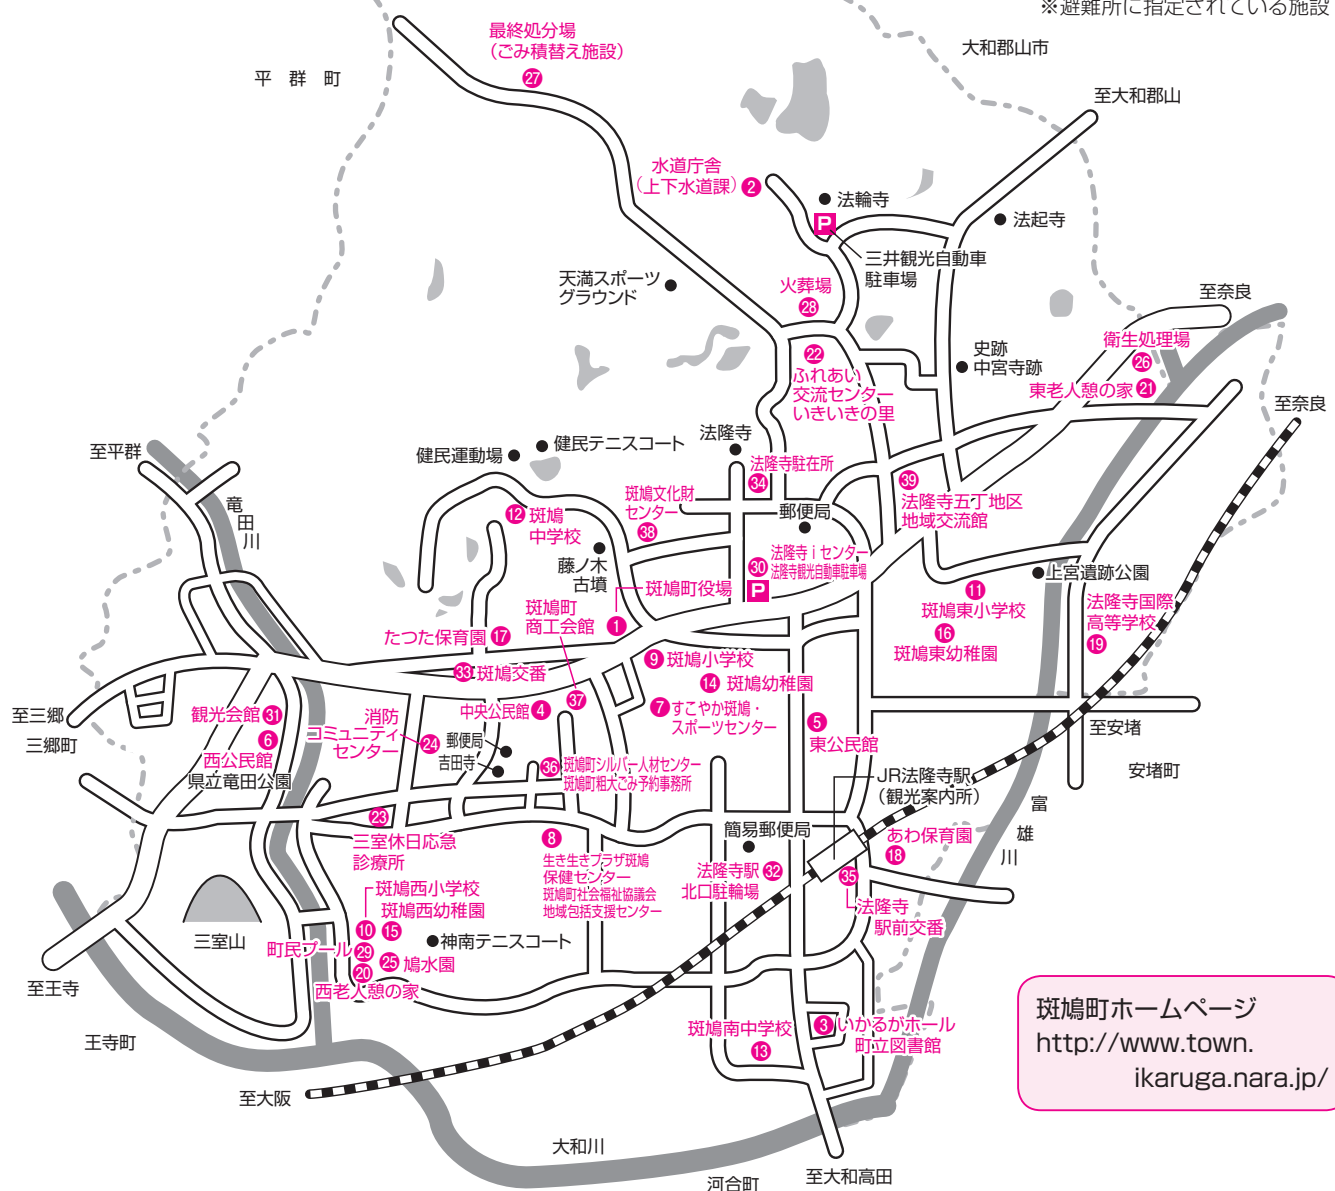 ※避難所に指定されている施設
最終処分場
(ごみ積替え施設)
27
平群町
大和郡山市
至大和郡山
水道庁舎
(上下水道課) 2
法輪寺
P
法起寺
三井観光自動車
駐車場
天満スポーツ
グラウンド
火葬場
28
至奈良
衛生処理場
26
東老人憩の家 21
史跡
中宮寺跡
22
ふれあい
交流センター
いきいきの里
至奈良
至平群
竜田川
健民運動場
健民テニスコート
法隆寺
法隆寺駐在所
34
斑鳩文化財
センター
38
39
法隆寺五丁地区
地域交流館
12 斑鳩
中学校
郵便局
藤ノ木
古墳
30 法隆寺iセンター
法隆寺観光自動車駐車場
P
上宮遺跡公園
11
斑鳩東小学校
16
斑鳩東幼稚園
法隆寺国際
高等学校
19
斑鳩町役場
1
斑鳩町
商工会館
37
たつた保育園 17
33 斑鳩交番
9 斑鳩小学校
14 斑鳩幼稚園
7 すこやか斑鳩・
スポーツセンター
中央公民館 4
5
東公民館
至三郷
三郷町
観光会館 31
6
西公民館
県立竜田公園
消防
コミュニティ
センター 24
郵便局
吉田寺
36 斑鳩町シルバー人材センター
斑鳩町粗大ごみ予約事務所
至安堵
安堵町
JR法隆寺駅
(観光案内所)
富雄川
23
三室休日応急
診療所
8
生き生きプラザ斑鳩
保健センター
斑鳩町社会福祉協議会
地域包括支援センター
簡易郵便局
法隆寺駅 32
北口駐輪場
あわ保育園
18
35
法隆寺
駅前交番
三室山
斑鳩西小学校
斑鳩西幼稚園
10 15
町民プール 29
25 鳩水園
20
西老人憩の家
神南テニスコート
至王寺
王寺町
斑鳩南中学校
13
3 いかるがホール
町立図書館
至大阪
大和川
河合町
至大和高田
斑鳩町ホームページ
http://www.town.
ikaruga.nara.jp/